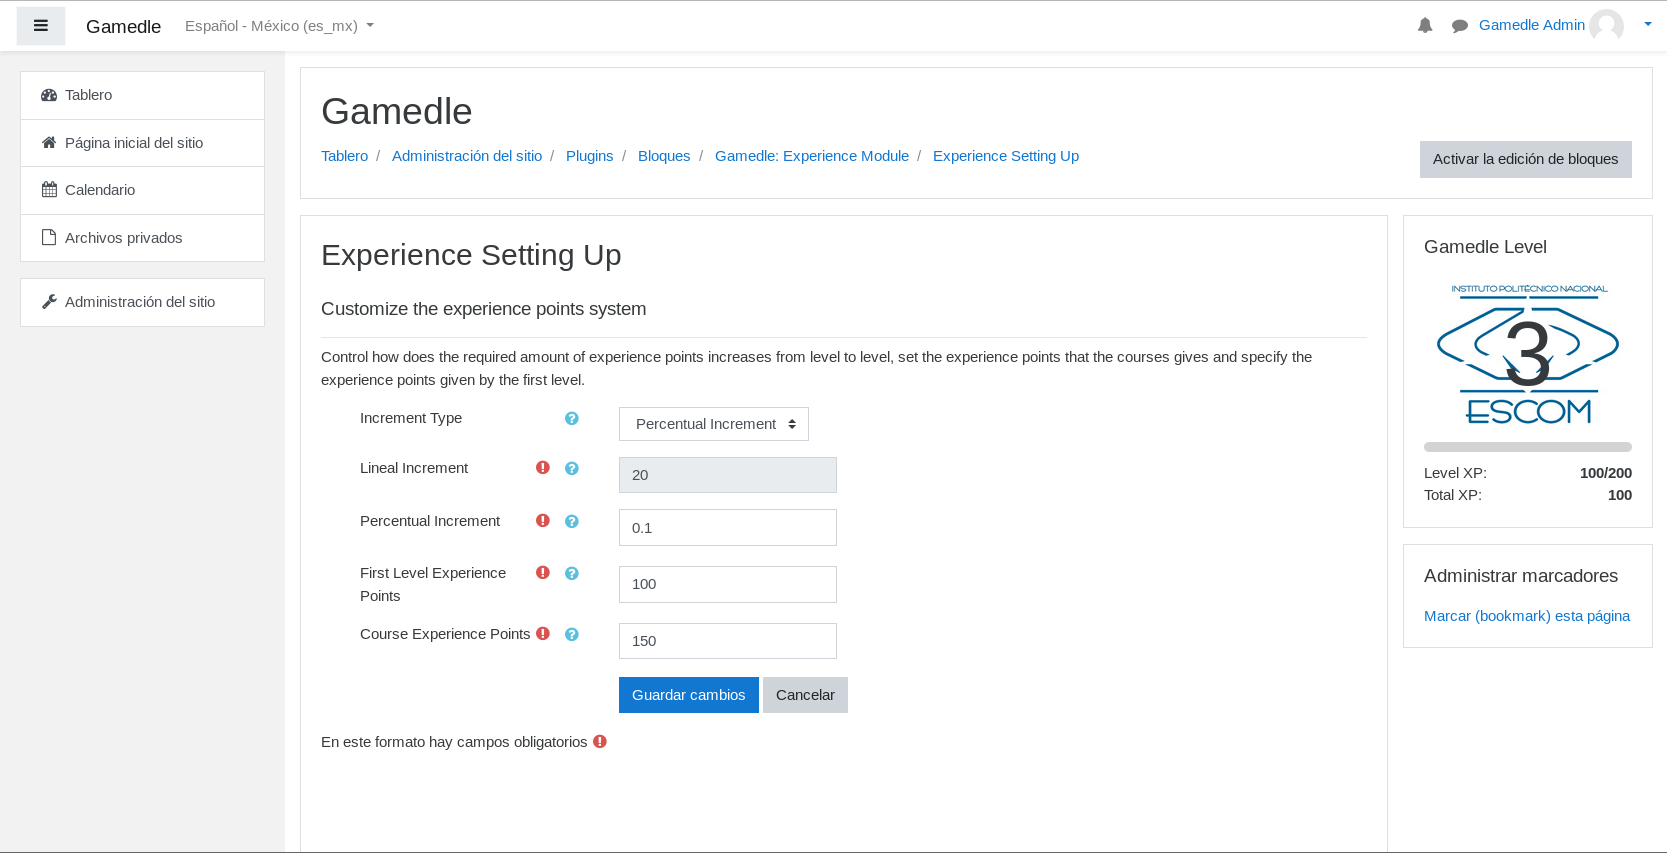 Gamedle
Español - México (es_mx)
Gamedle Admin
Tablero
Página inicial del sitio
Calendario
Archivos privados
Administración del sitio
Gamedle
Tablero / Administración del sitio / Plugins / Bloques / Gamedle: Experience Module / Experience Setting Up
Activar la edición de bloques
Experience Setting Up
Customize the experience points system
Control how does the required amount of experience points increases from level to level, set the experience points that the courses gives and specify the
experience points given by the first level.
Increment Type
Percentual Increment
Lineal Increment
20
Percentual Increment
0.1
First Level Experience
Points
100
Course Experience Points
150
Guardar cambios
Cancelar
En este formato hay campos obligatorios
Gamedle Level
INSTITUTO POLITÉCNICO NACIONAL
3
ESCOM
Level XP: 100/200
Total XP: 100
Administrar marcadores
Marcar (bookmark) esta página